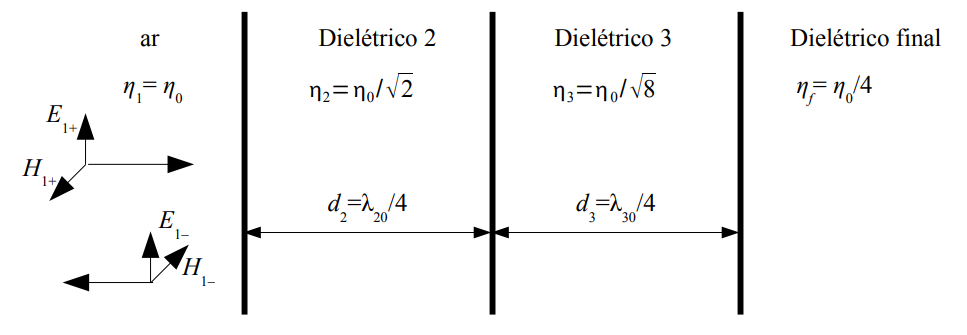 ar Dielétrico 2 Dielétrico 3 Dielétrico final
η₁= η₀ η₂=η₀/√2 η₃=η₀/√8 η_f= η₀/4
E₁₊
H₁₊
d₂=λ₂₀/4 d₃=λ₃₀/4
E₁₋
H₁₋